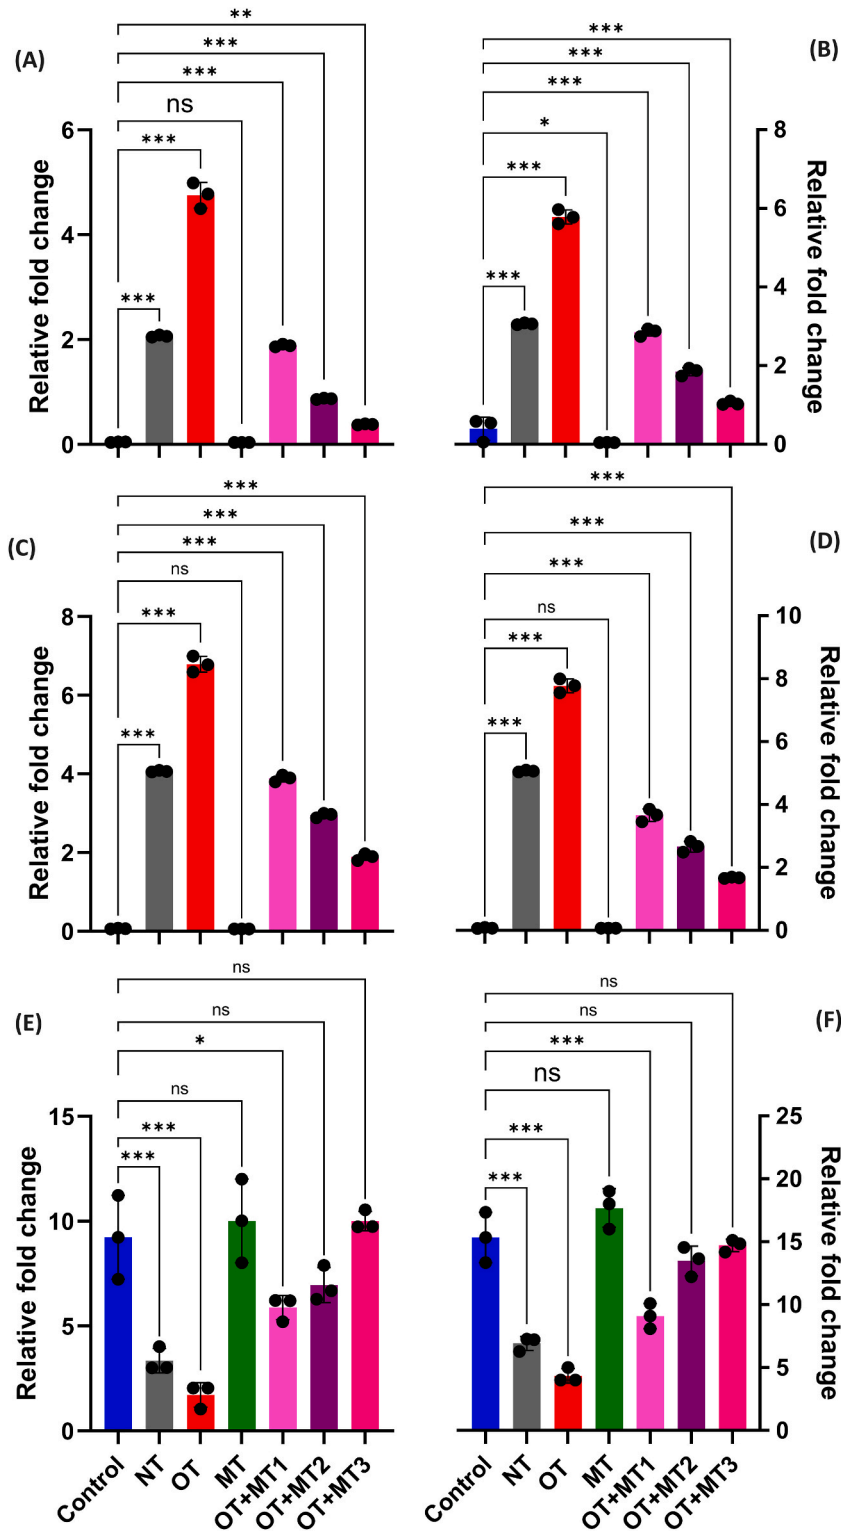 (A)
**
***
***
ns
***
***
Relative fold change
6
4
2
0
(B)
***
***
***
*
***
***
8
6
4
2
0
Relative fold change
(C)
***
***
***
ns
***
***
Relative fold change
8
6
4
2
0
(D)
***
***
***
ns
***
***
10
8
6
4
2
0
Relative fold change
(E)
ns
ns
*
ns
***
***
Relative fold change
15
10
5
0
Control
NT
OT
MT
OT+MT1
OT+MT2
OT+MT3
(F)
ns
ns
***
ns
***
***
25
20
15
10
5
0
Relative fold change
Control
NT
OT
MT
OT+MT1
OT+MT2
OT+MT3